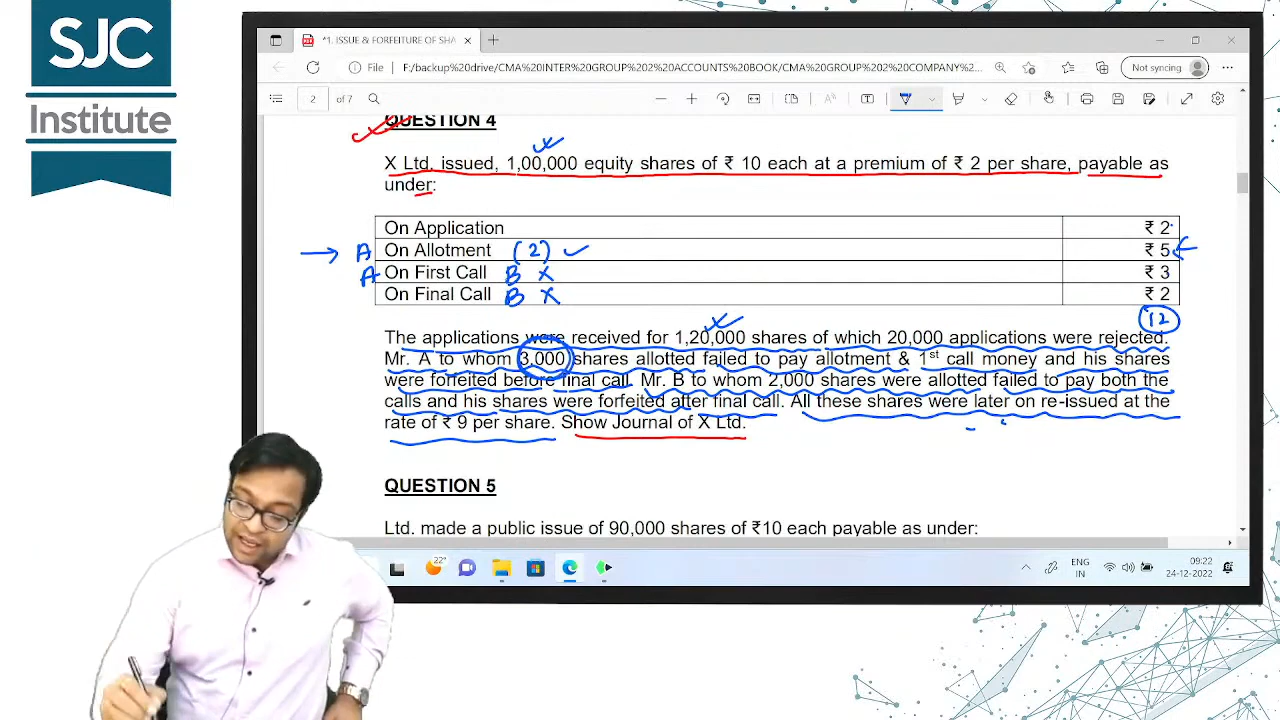 SJC
Institute
*1. ISSUE & FORFEITURE OF SHA
File F:/backup%20drive/CMA%20INTER%20GROUP%202%20ACCOUNTS%20BOOK/CMA%20GROUP%202%20COMPANY%... Not syncing
2 of 7
QUESTION 4
X Ltd. issued, 1,00,000 equity shares of ₹ 10 each at a premium of ₹ 2 per share, payable as
under:
On Application ₹ 2
A On Allotment (2) ₹ 5
A On First Call B X ₹ 3
On Final Call B X ₹ 2
12
The applications were received for 1,20,000 shares of which 20,000 applications were rejected.
Mr. A to whom 3,000 shares allotted failed to pay allotment & 1st call money and his shares
were forfeited before final call. Mr. B to whom 2,000 shares were allotted failed to pay both the
calls and his shares were forfeited after final call. All these shares were later on re-issued at the
rate of ₹ 9 per share. Show Journal of X Ltd.
QUESTION 5
Ltd. made a public issue of 90,000 shares of ₹10 each payable as under:
22°
ENG
IN
09:22
24-12-2022